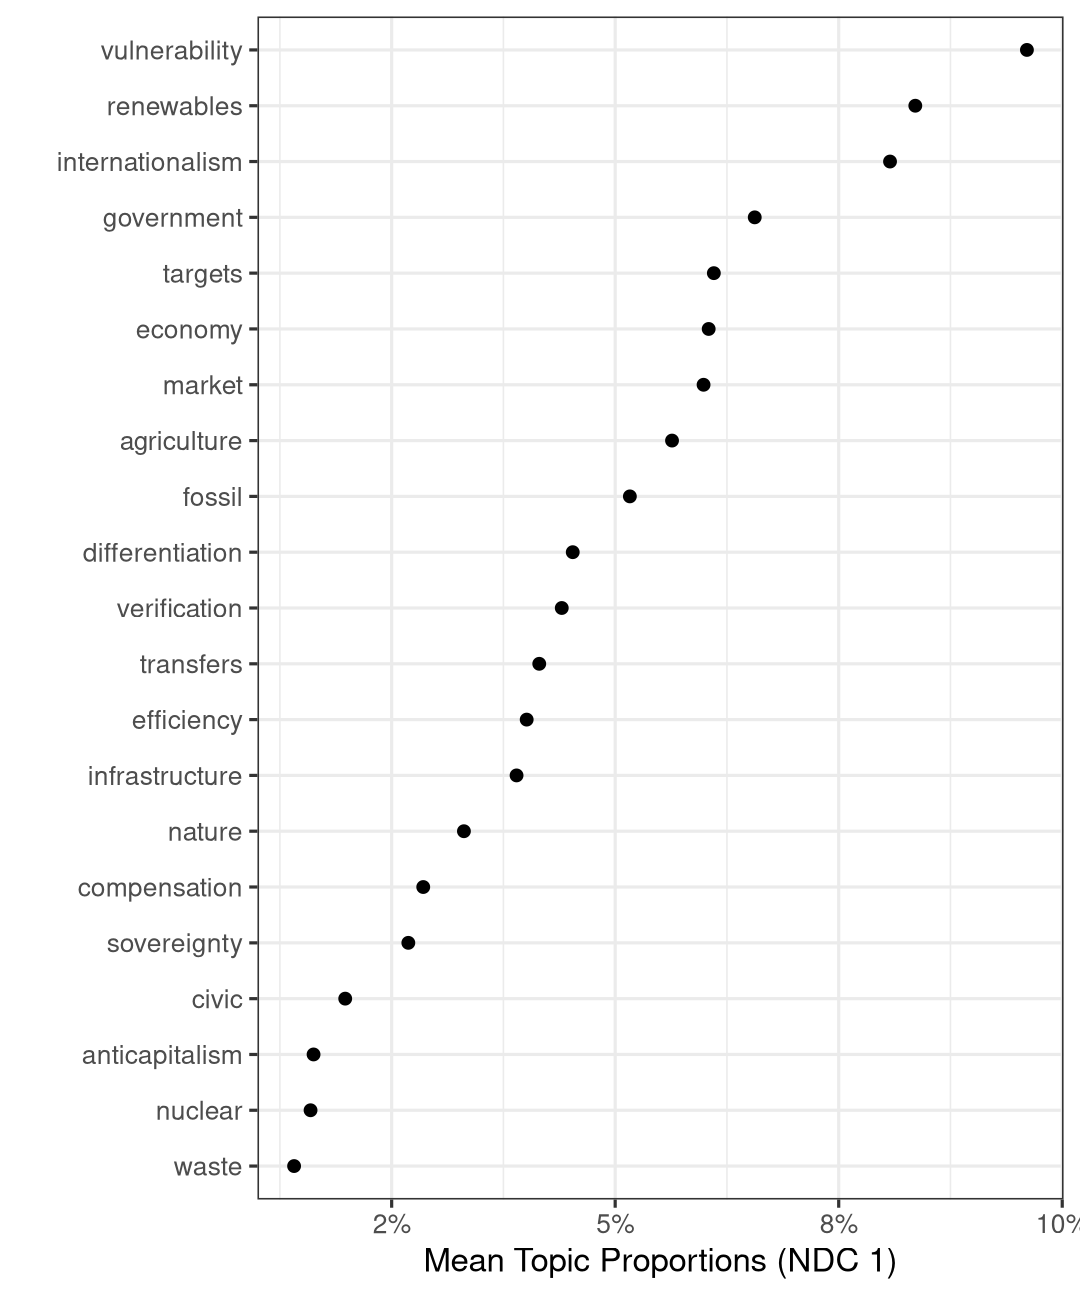 vulnerability
renewables
internationalism
government
targets
economy
market
agriculture
fossil
differentiation
verification
transfers
efficiency
infrastructure
nature
compensation
sovereignty
civic
anticapitalism
nuclear
waste
2% 5% 8% 10%
Mean Topic Proportions (NDC 1)